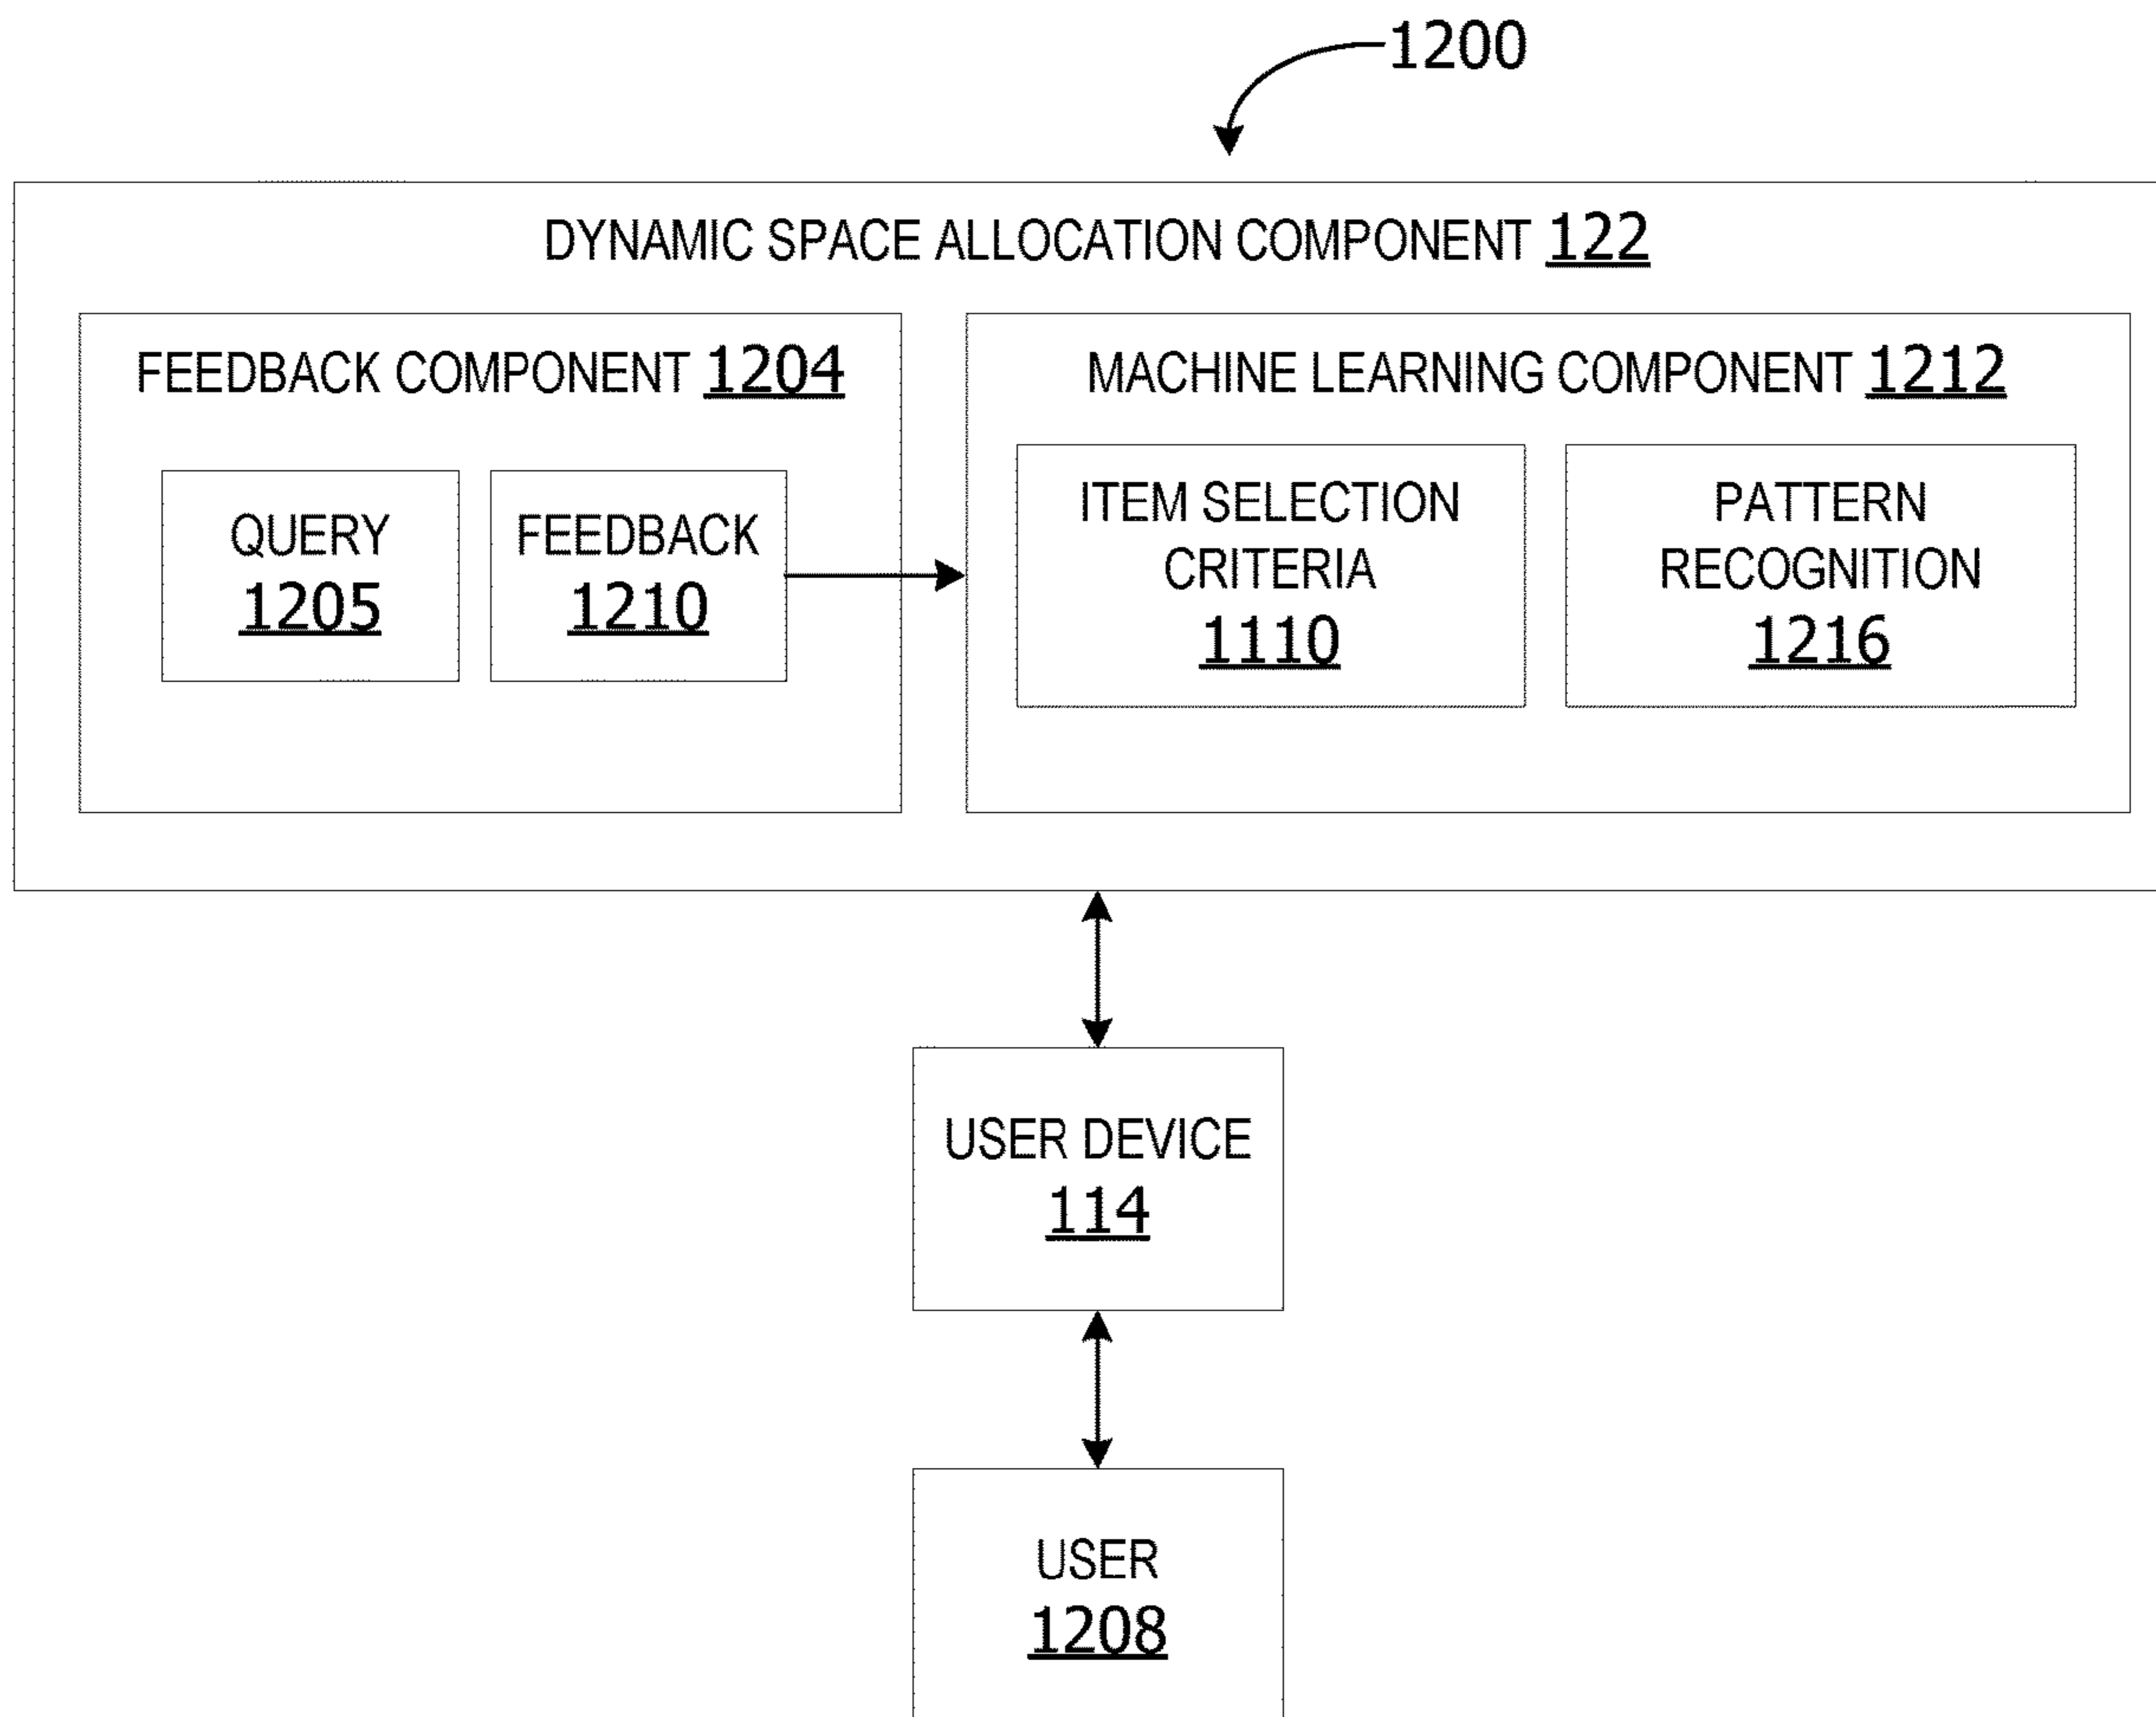 1200
DYNAMIC SPACE ALLOCATION COMPONENT 122
FEEDBACK COMPONENT 1204
QUERY
1205
FEEDBACK
1210
MACHINE LEARNING COMPONENT 1212
ITEM SELECTION
CRITERIA
1110
PATTERN
RECOGNITION
1216
USER DEVICE
114
USER
1208